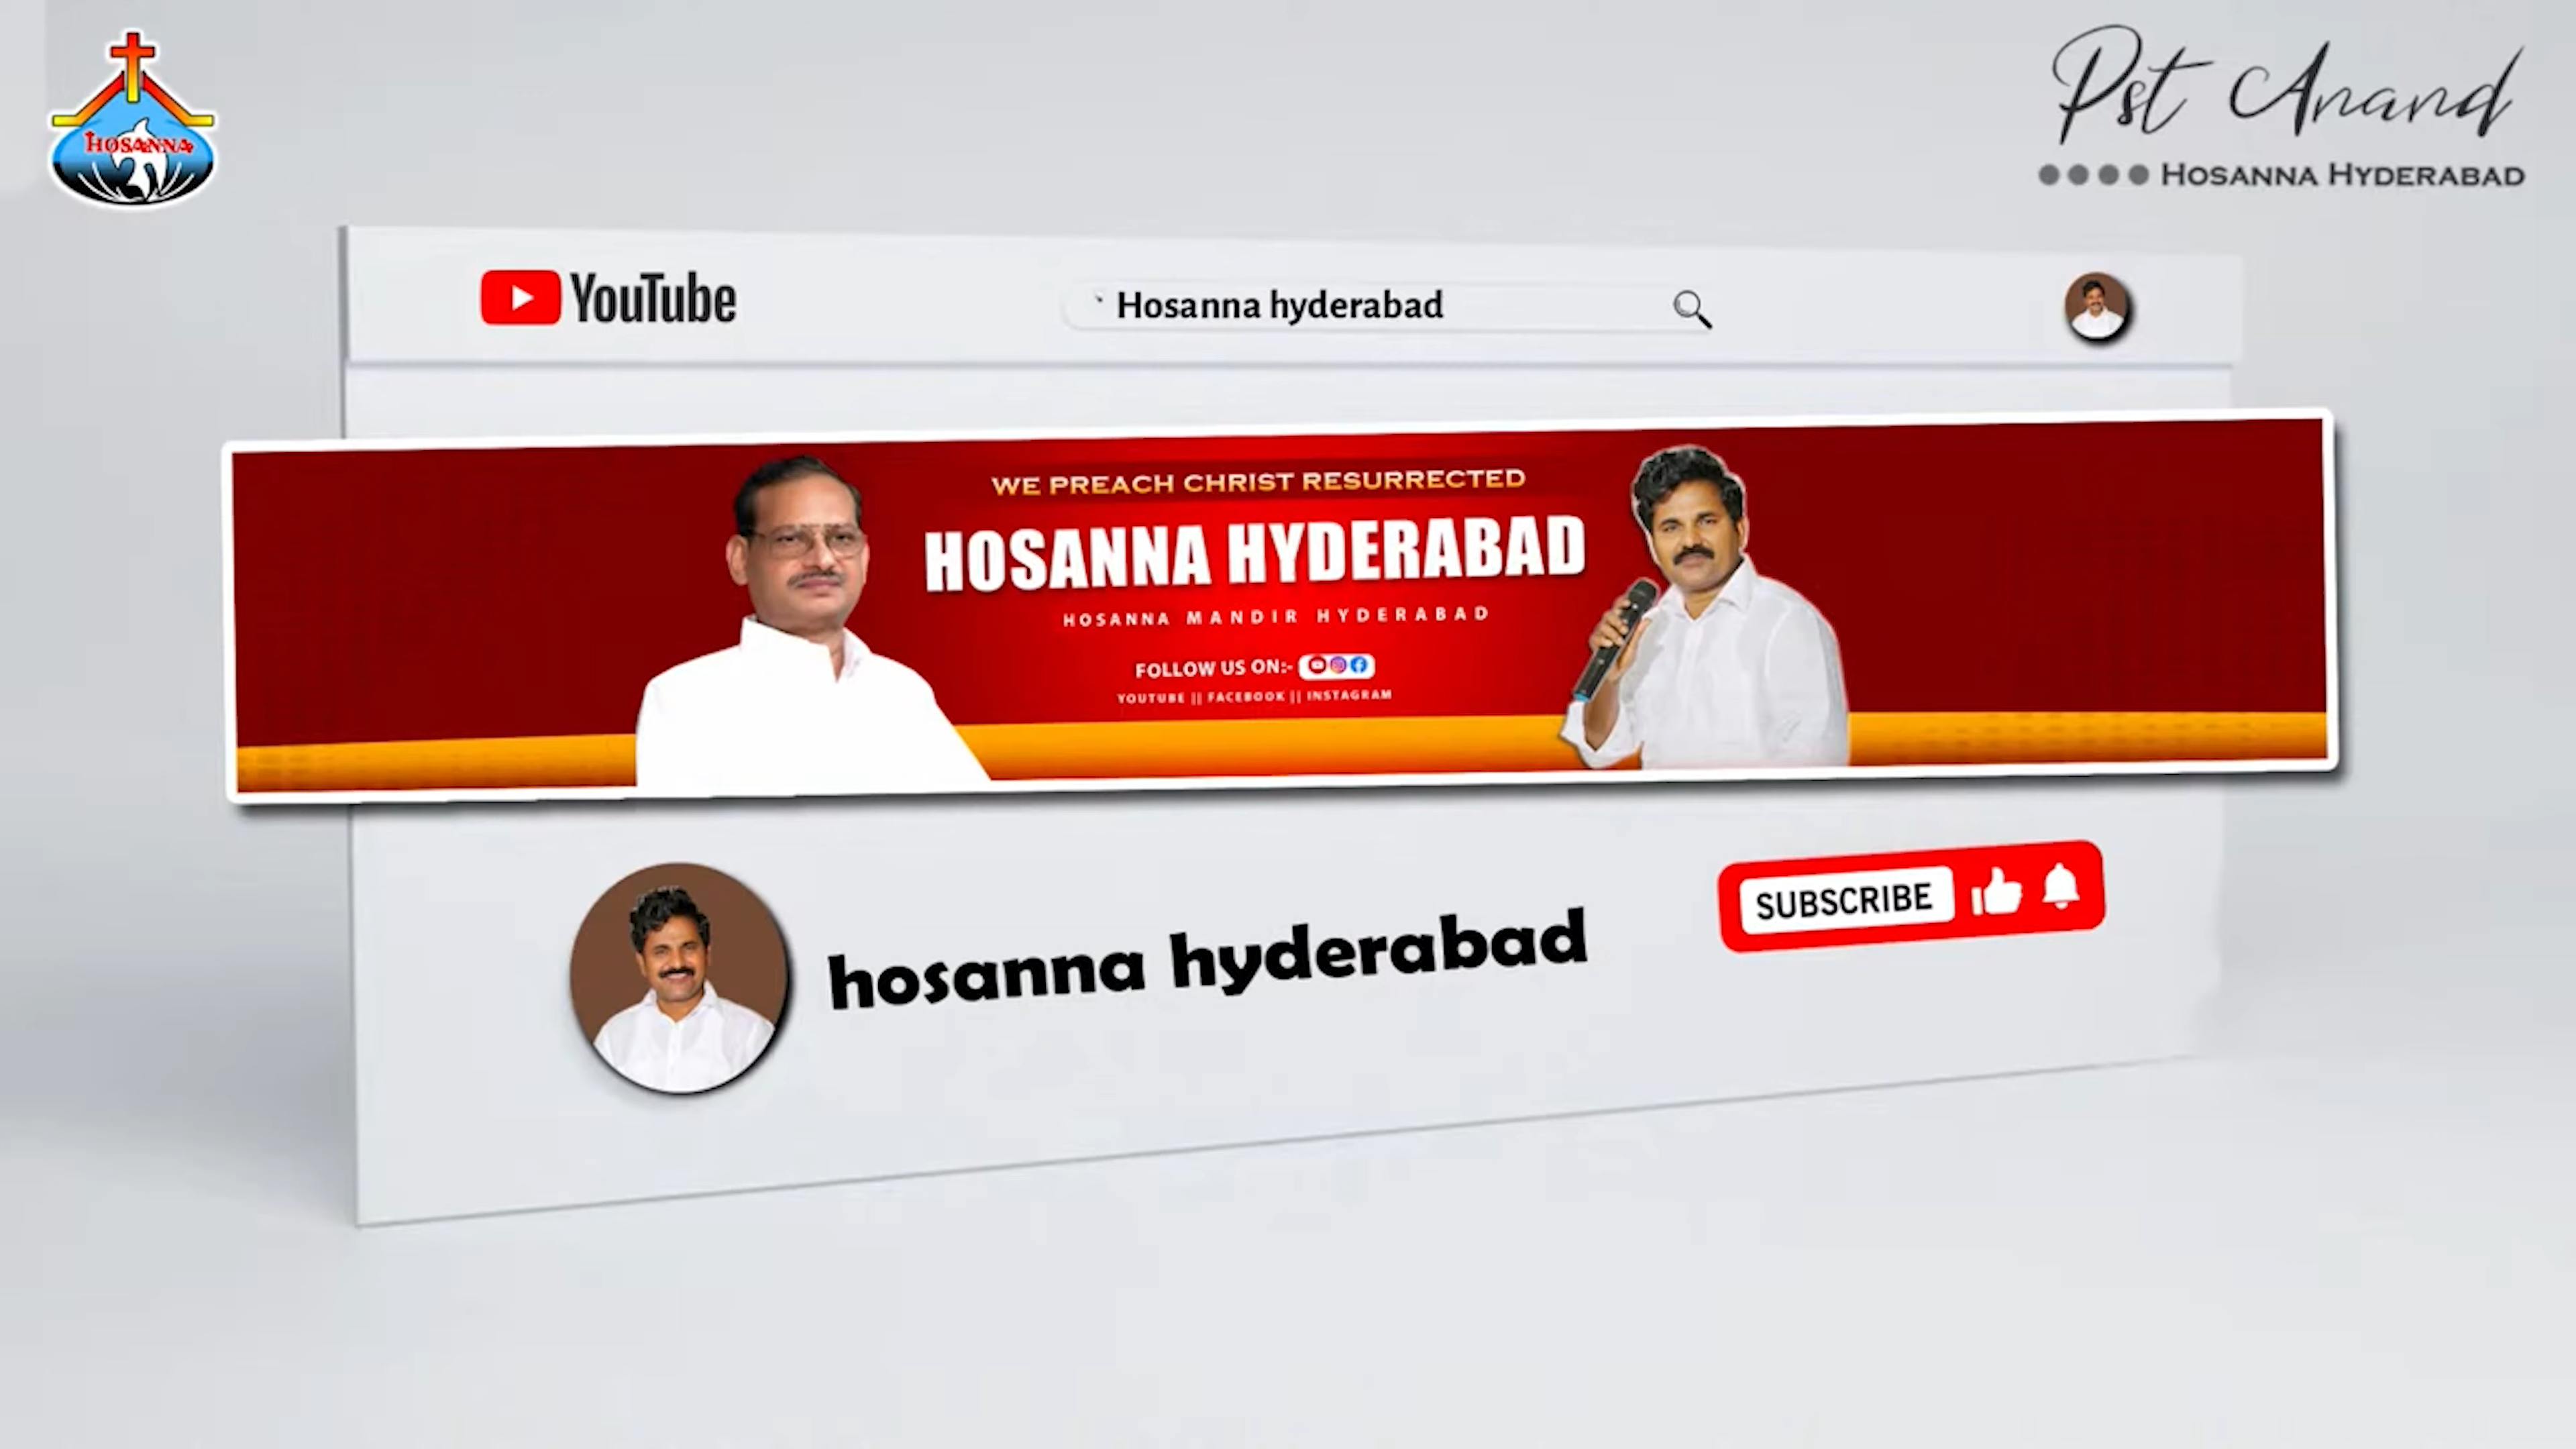 HOSANNA
Pst Anand
HOSANNA HYDERABAD
YouTube
Hosanna hyderabad
WE PREACH CHRIST RESURRECTED
HOSANNA HYDERABAD
HOSANNA MANDIR HYDERABAD
FOLLOW US ON:-
YOUTUBE || FACEBOOK || INSTAGRAM
hosanna hyderabad
SUBSCRIBE